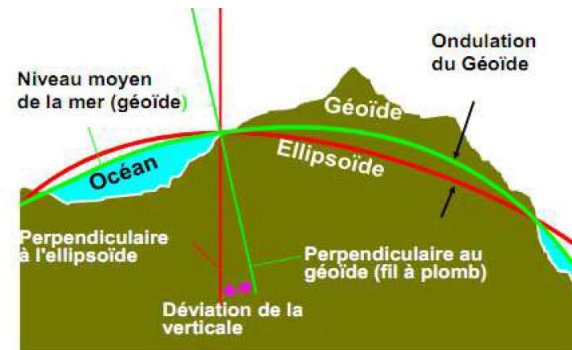 Niveau moyen
de la mer (géoïde)
Ondulation
du Géoïde
Géoïde
Ellipsoïde
Océan
Perpendiculaire
à l'ellipsoïde
Perpendiculaire au
géoïde (fil à plomb)
Déviation de la
verticale